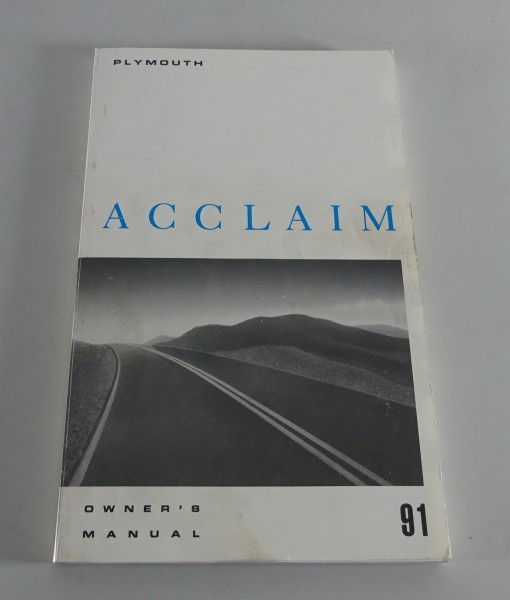 PLYMOUTH
ACCLAIM
OWNER'S
MANUAL 91